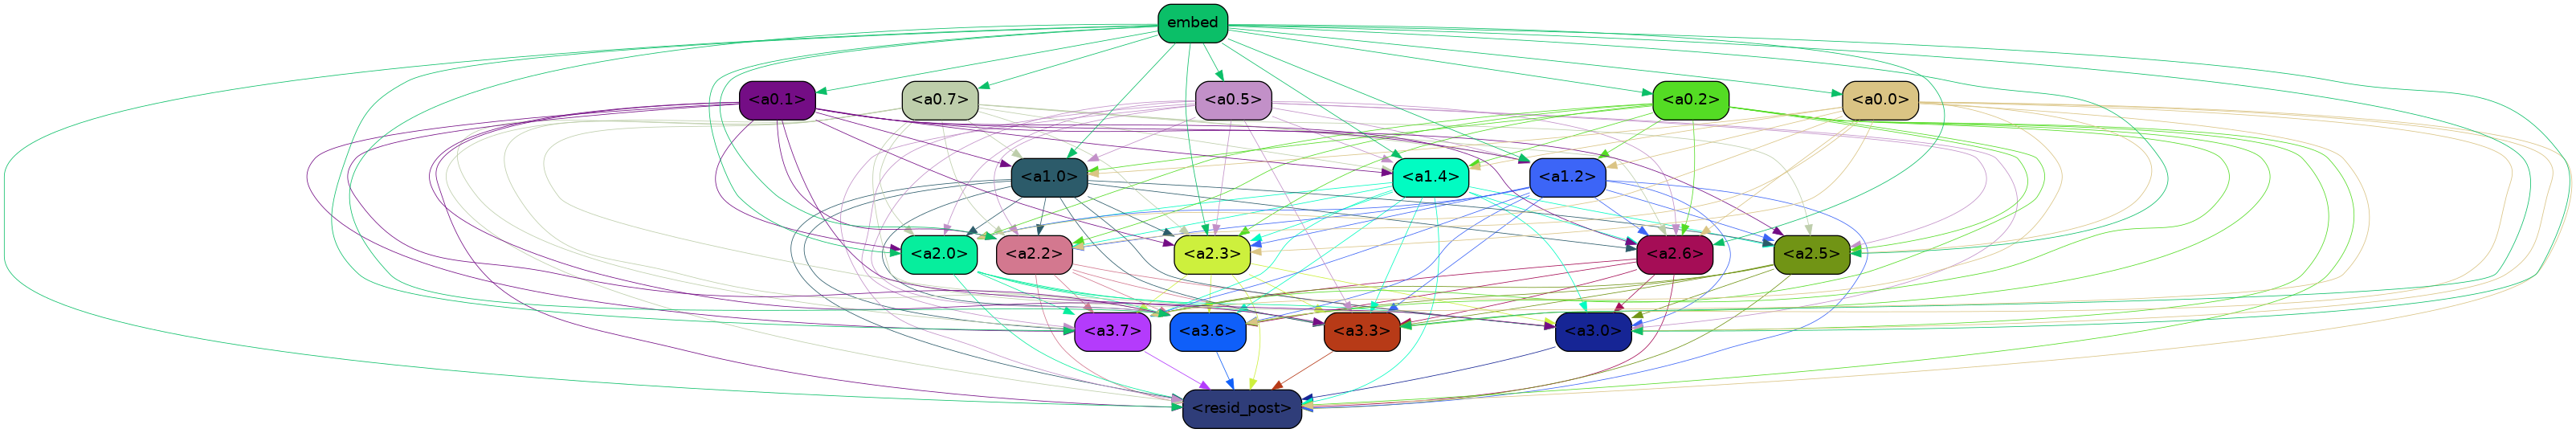 embed
<a0.1> <a0.7> <a0.5> <a0.2> <a0.0>
<a1.0> <a1.4> <a1.2>
<a2.0> <a2.2> <a2.3> <a2.6> <a2.5>
<a3.7> <a3.6> <a3.3> <a3.0>
<resid_post>